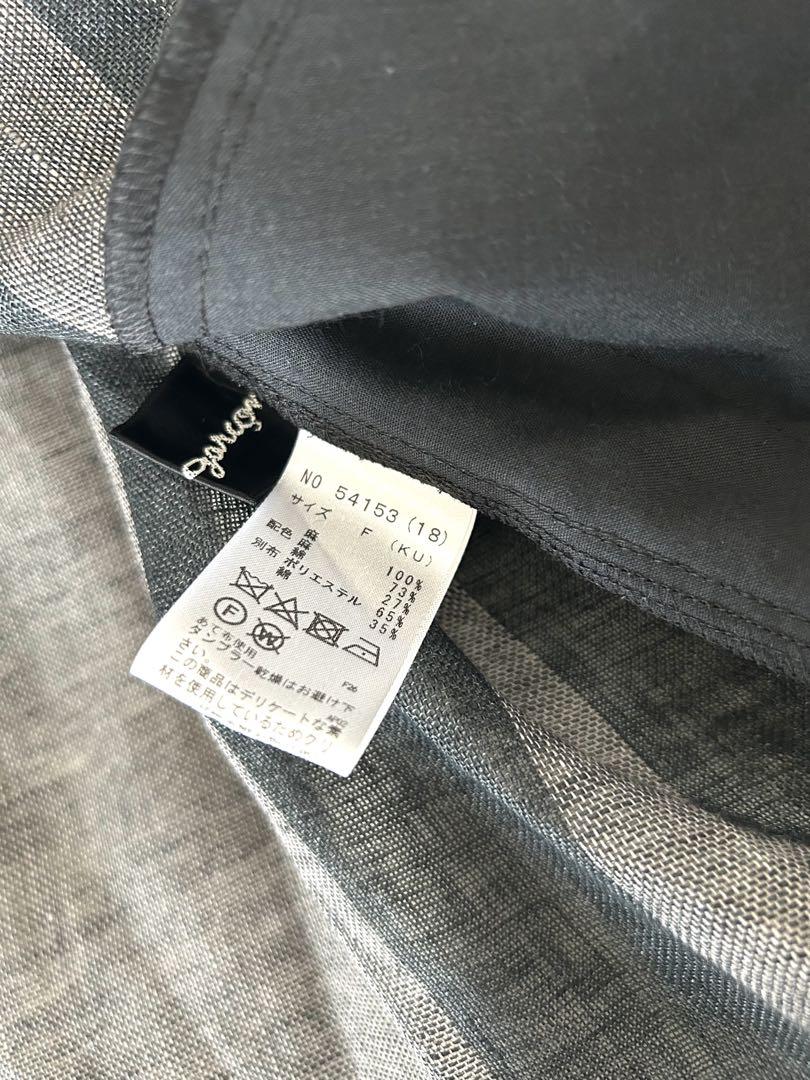 garçon
NO 54153 (18)
サイズ F (KU)
麻 100%
配色 麻 73%
綿 27%
別布 ポリエステル 65%
綿 35%
F
W
あて布使用
タンブラー乾燥はお避け下
さい。
この商品はデリケートな素
材を使用しているためクリ
F26
AP02